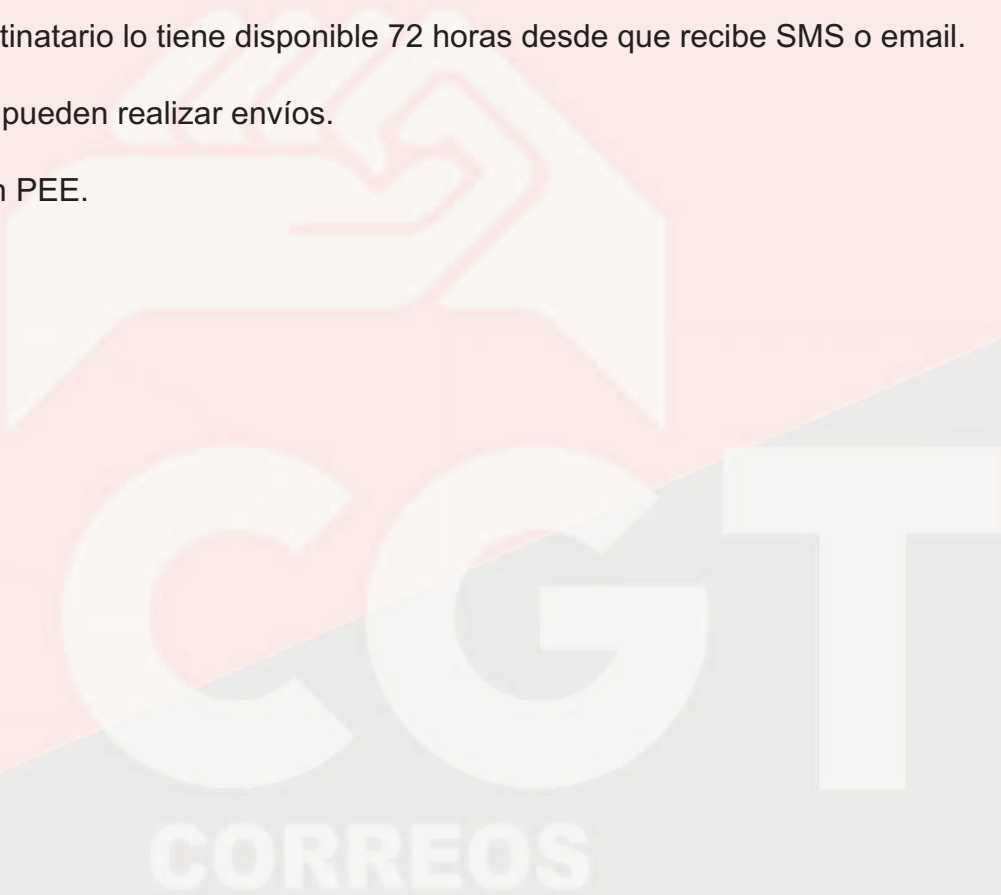 tinatario lo tiene disponible 72 horas desde que recibe SMS o email.
pueden realizar envíos.
PEE.
CGT
CORREOS